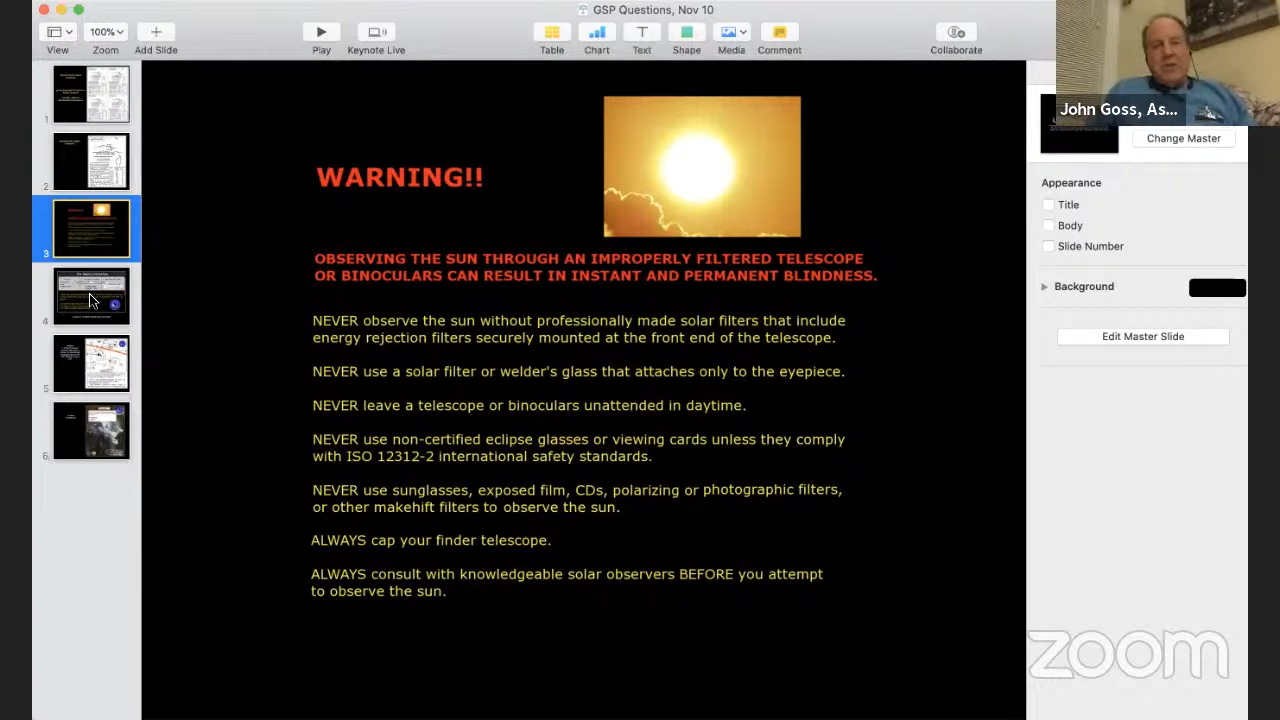 GSP Questions, Nov 10
100%
View
Zoom
Add Slide
Play
Keynote Live
Table
Chart
Text
Shape
Media
Comment
Collaborate
John Goss, As...
Change Master
Appearance
Title
Body
Slide Number
Background
Edit Master Slide
1
2
3
4
5
6
WARNING!!
OBSERVING THE SUN THROUGH AN IMPROPERLY FILTERED TELESCOPE
OR BINOCULARS CAN RESULT IN INSTANT AND PERMANENT BLINDNESS.
NEVER observe the sun without professionally made solar filters that include
energy rejection filters securely mounted at the front end of the telescope.
NEVER use a solar filter or welder's glass that attaches only to the eyepiece.
NEVER leave a telescope or binoculars unattended in daytime.
NEVER use non-certified eclipse glasses or viewing cards unless they comply
with ISO 12312-2 international safety standards.
NEVER use sunglasses, exposed film, CDs, polarizing or photographic filters,
or other makehift filters to observe the sun.
ALWAYS cap your finder telescope.
ALWAYS consult with knowledgeable solar observers BEFORE you attempt
to observe the sun.
zoom